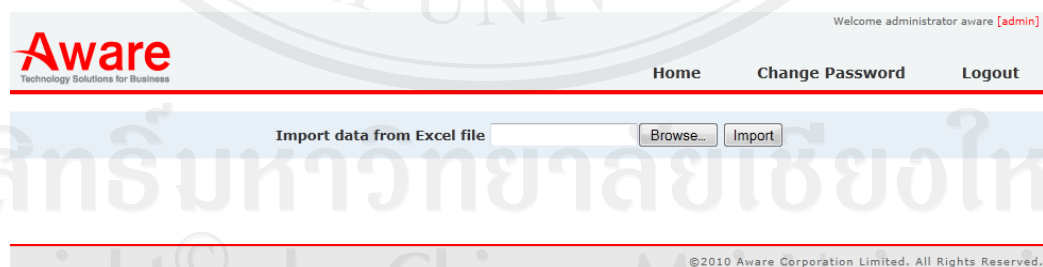 Welcome administrator aware [admin]
Aware
Technology Solutions for Business
Home Change Password Logout
Import data from Excel file Browse... Import
©2010 Aware Corporation Limited. All Rights Reserved.